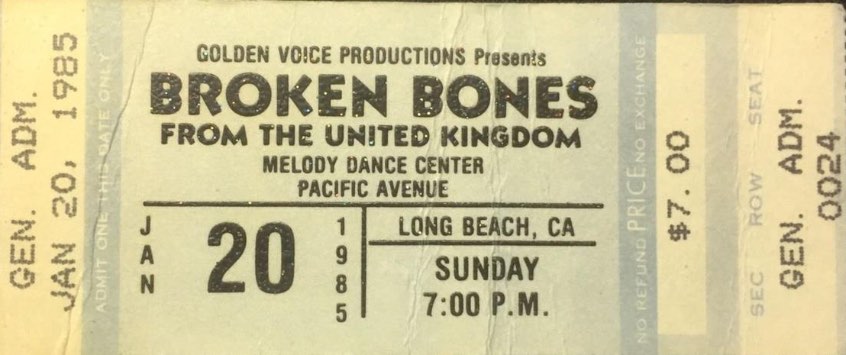 GEN. ADM.
JAN 20, 1985
ADMIT ONE THIS DATE ONLY
GOLDEN VOICE PRODUCTIONS Presents
BROKEN BONES
FROM THE UNITED KINGDOM
MELODY DANCE CENTER
PACIFIC AVENUE
JAN
20
1985
LONG BEACH, CA
SUNDAY
7:00 P.M.
NO REFUND PRICE NO EXCHANGE
$7.00
SEC ROW SEAT
GEN. ADM.
0024